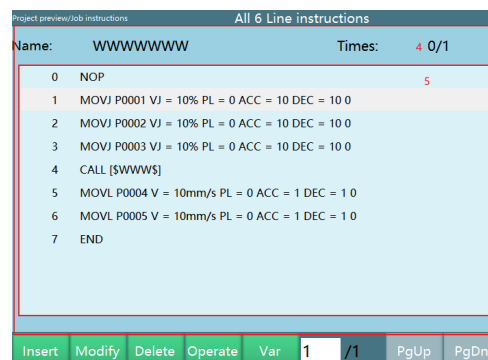 Project preview/Job instructions All 6 Line instructions
Name: WWWWWWW Times: 4 0/1
0 NOP 5
1 MOVJ P0001 VJ = 10% PL = 0 ACC = 10 DEC = 10 0
2 MOVJ P0002 VJ = 10% PL = 0 ACC = 10 DEC = 10 0
3 MOVJ P0003 VJ = 10% PL = 0 ACC = 10 DEC = 10 0
4 CALL [$WWW$]
5 MOVL P0004 V = 10mm/s PL = 0 ACC = 1 DEC = 1 0
6 MOVL P0005 V = 10mm/s PL = 0 ACC = 1 DEC = 1 0
7 END
Insert Modify Delete Operate Var 1 /1 PgUp PgDn